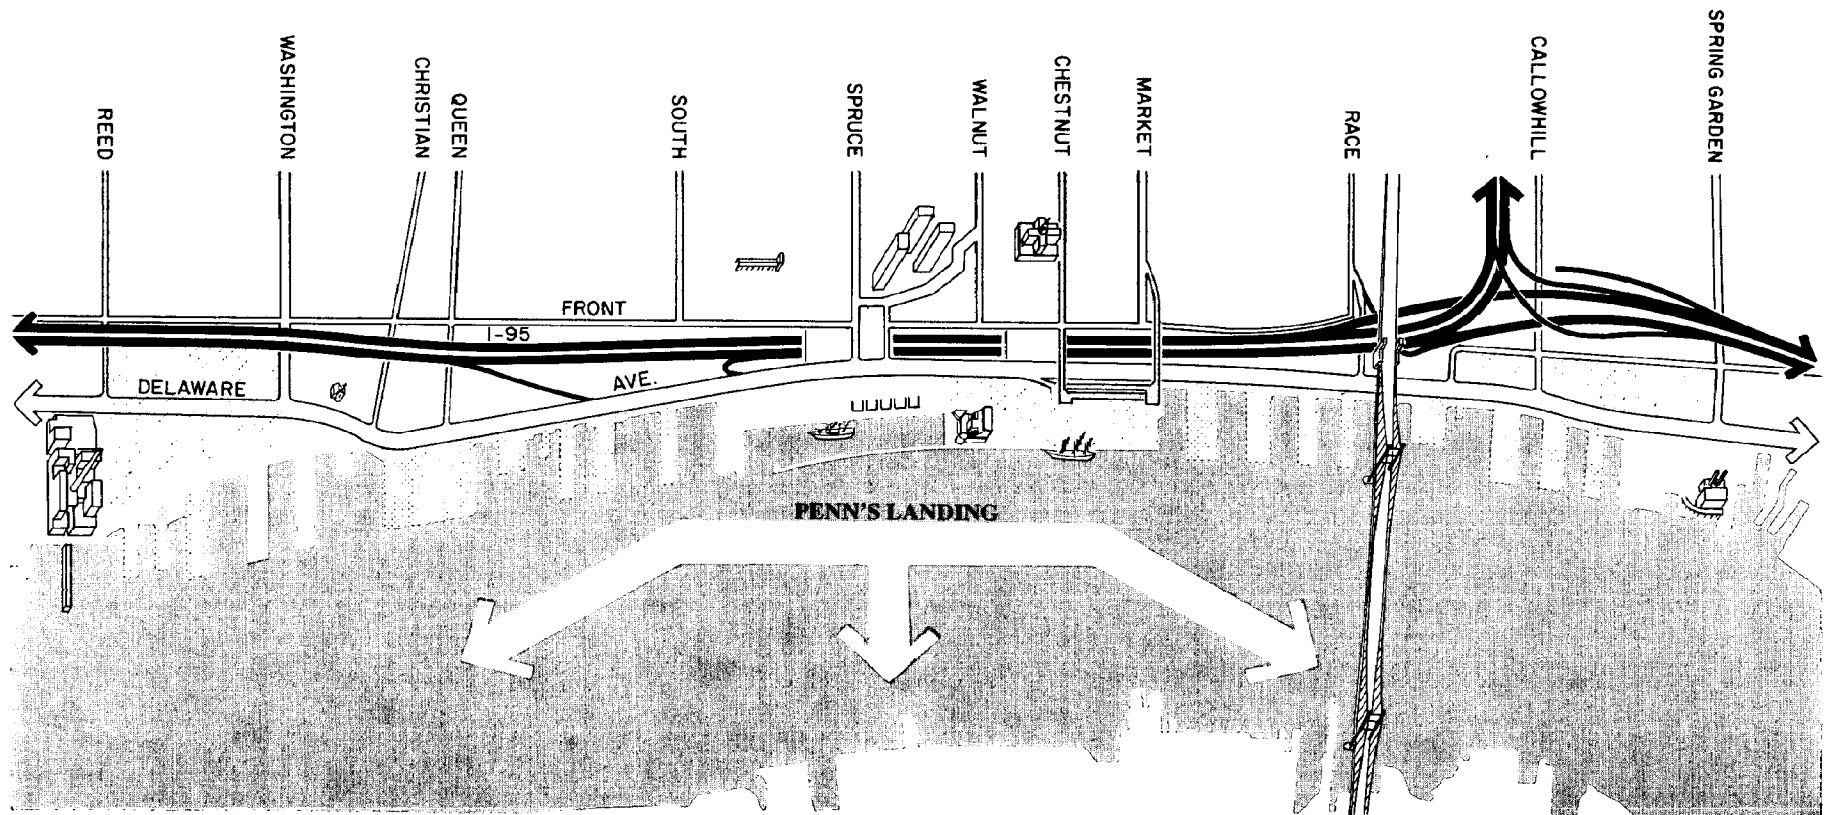 REED
WASHINGTON
CHRISTIAN
QUEEN
SOUTH
SPRUCE
WALNUT
CHESTNUT
MARKET
RACE
CALLOWHILL
SPRING GARDEN
FRONT
I-95
DELAWARE
AVE.
PENN'S LANDING